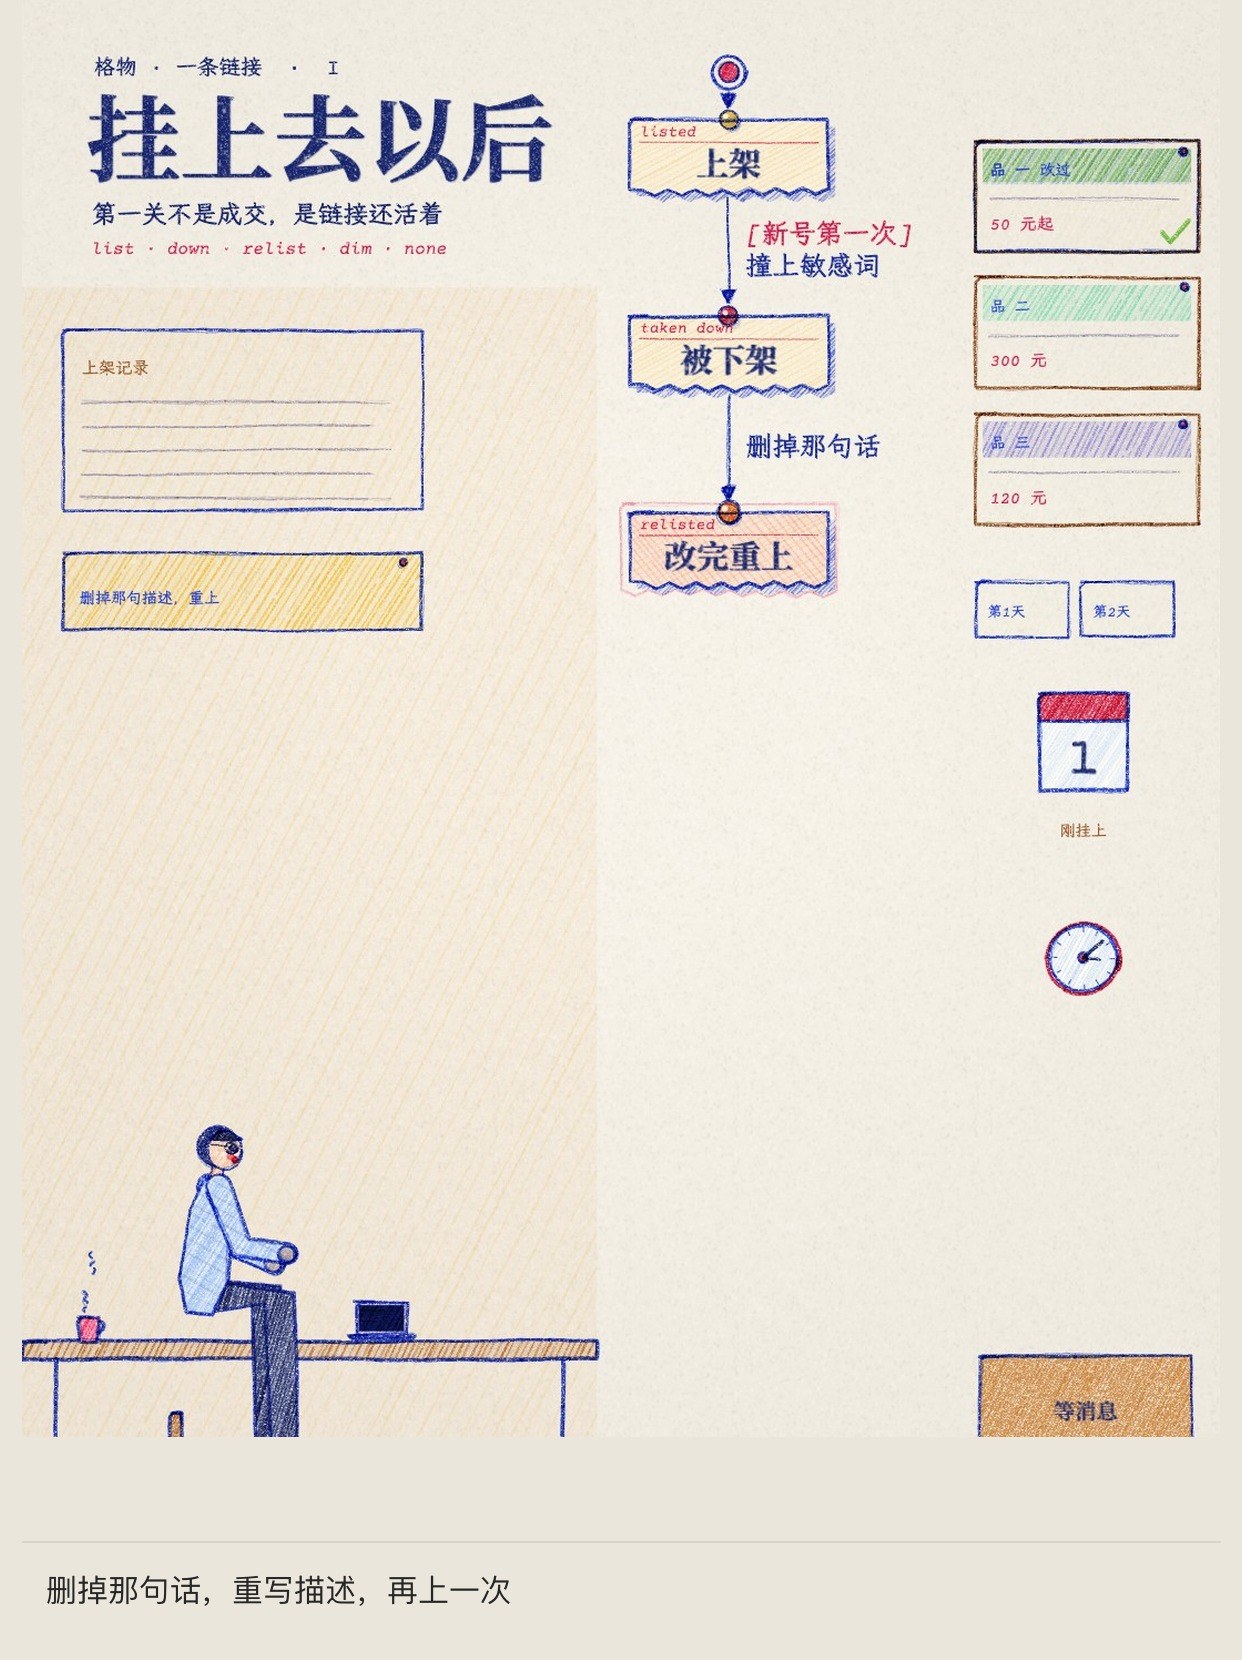 格物 · 一条链接 · I
挂上去以后
第一关不是成交，是链接还活着
list · down · relist · dim · none
上架记录
删掉那句描述，重上
listed
上架
[新号第一次]
撞上敏感词
taken down
被下架
删掉那句话
relisted
改完重上
品 一 改过
50 元起
品 二
300 元
品 三
120 元
第1天
第2天
1
刚挂上
等消息
删掉那句话，重写描述，再上一次